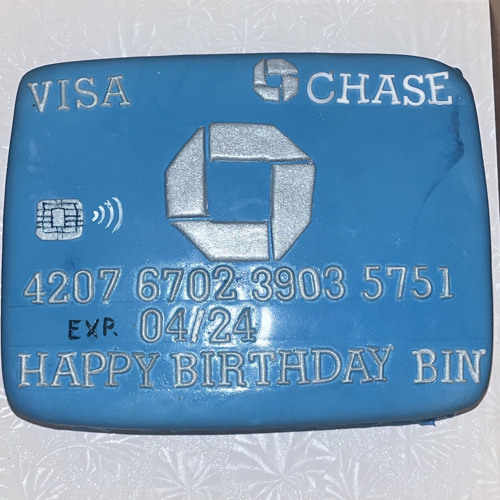 VISA CHASE
4207 6702 3903 5751
EXP. 04/24
HAPPY BIRTHDAY BIN